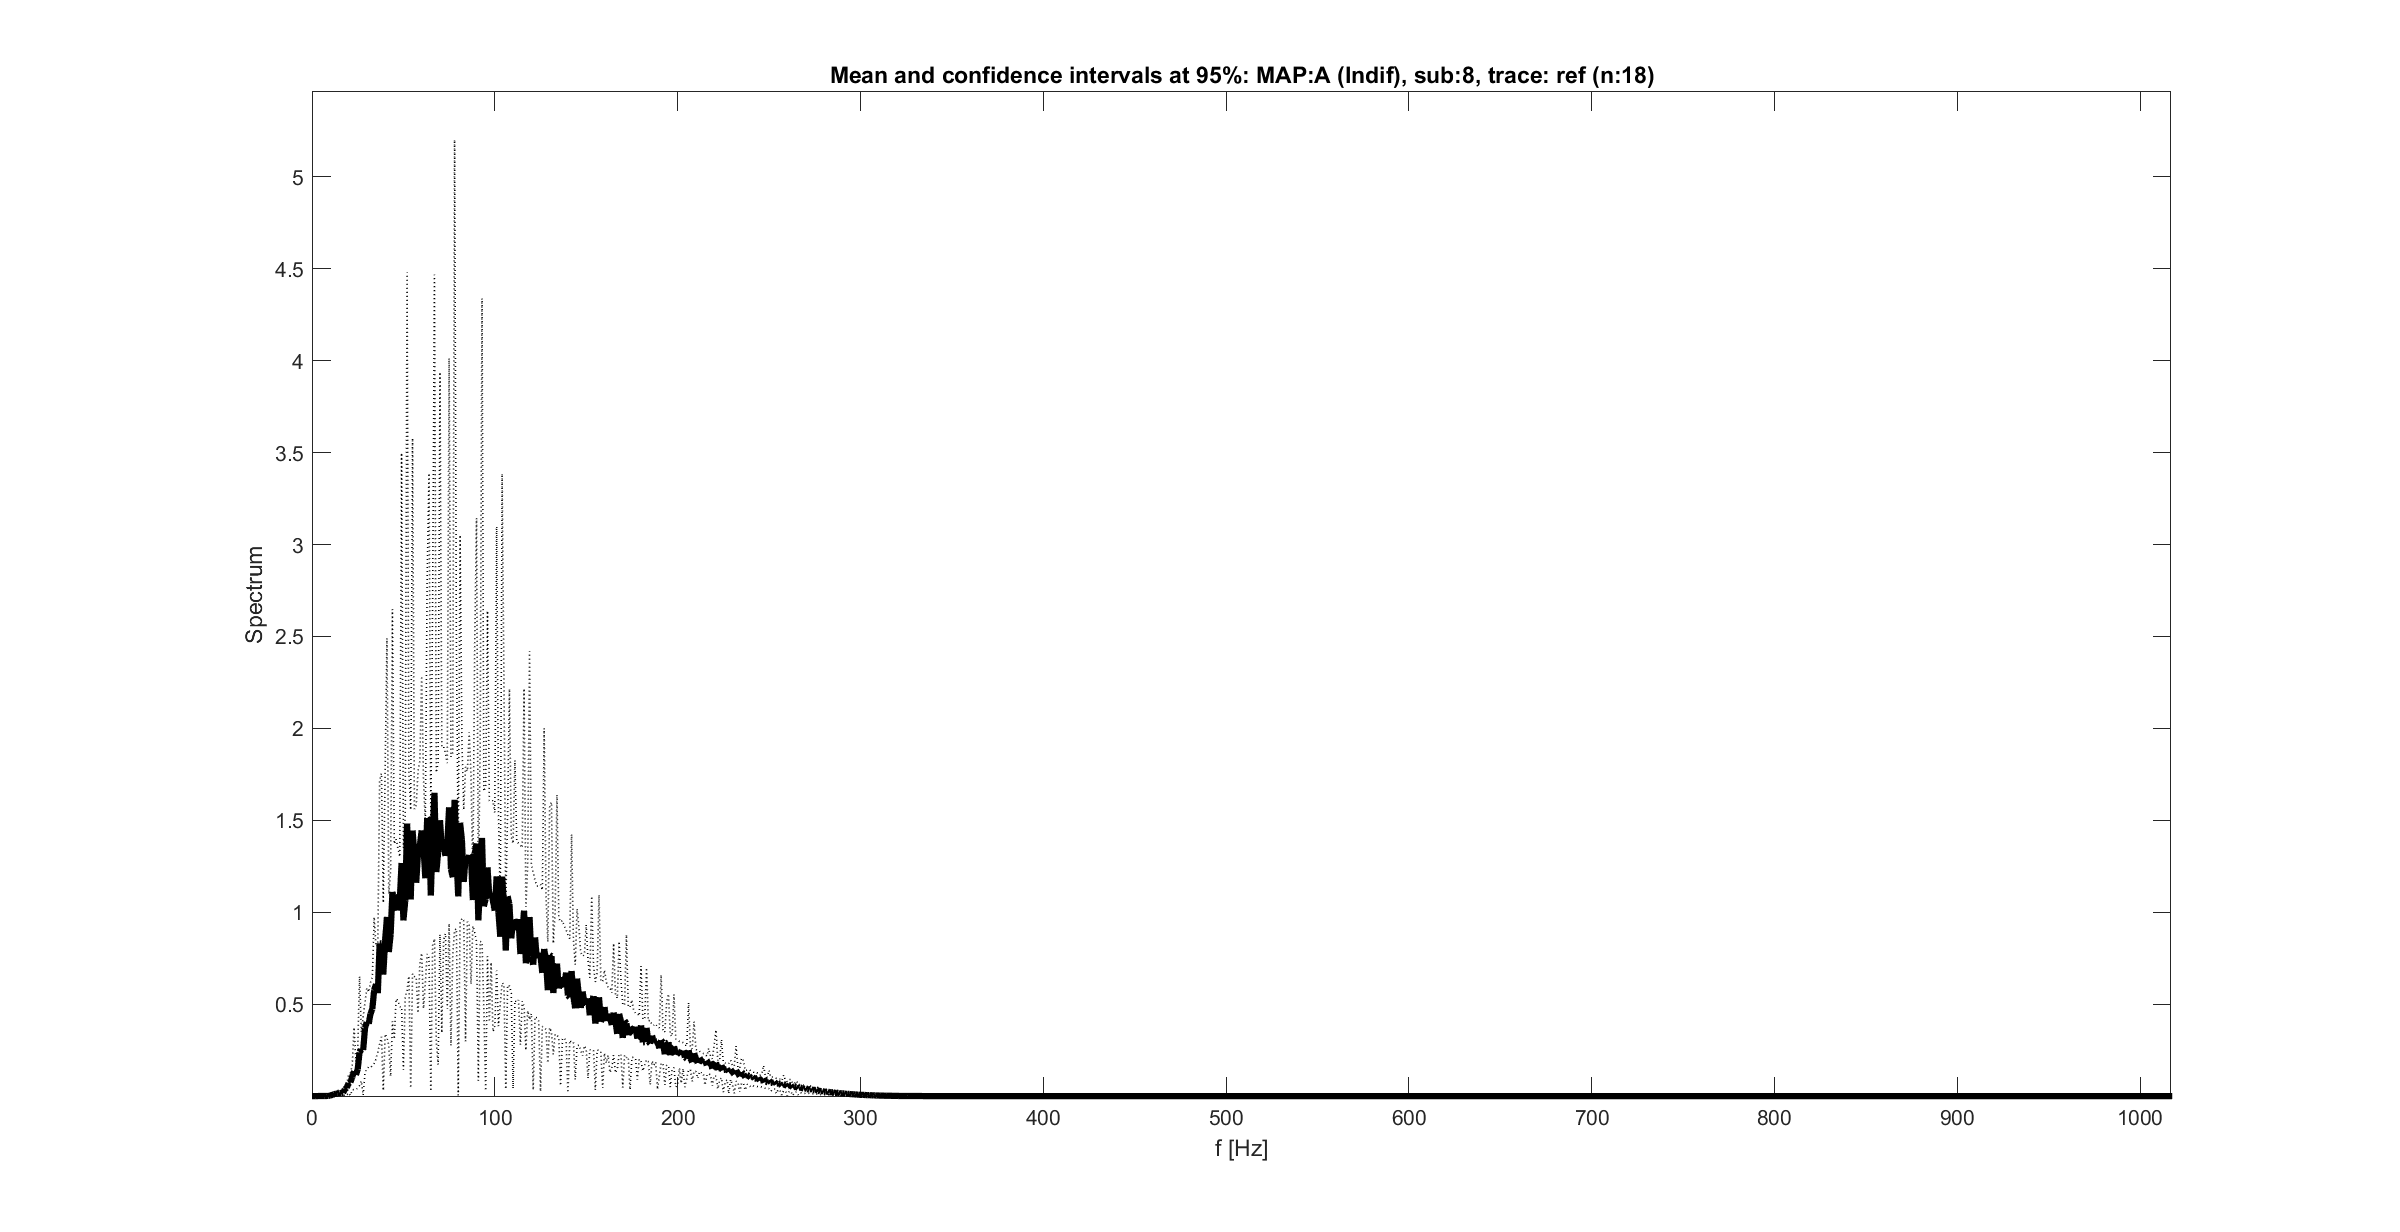 Mean and confidence intervals at 95%: MAP:A (Indif), sub:8, trace: ref (n:18)
5
4.5
4
3.5
3
2.5
2
1.5
1
0.5
Spectrum
0 100 200 300 400 500 600 700 800 900 1000
f [Hz]